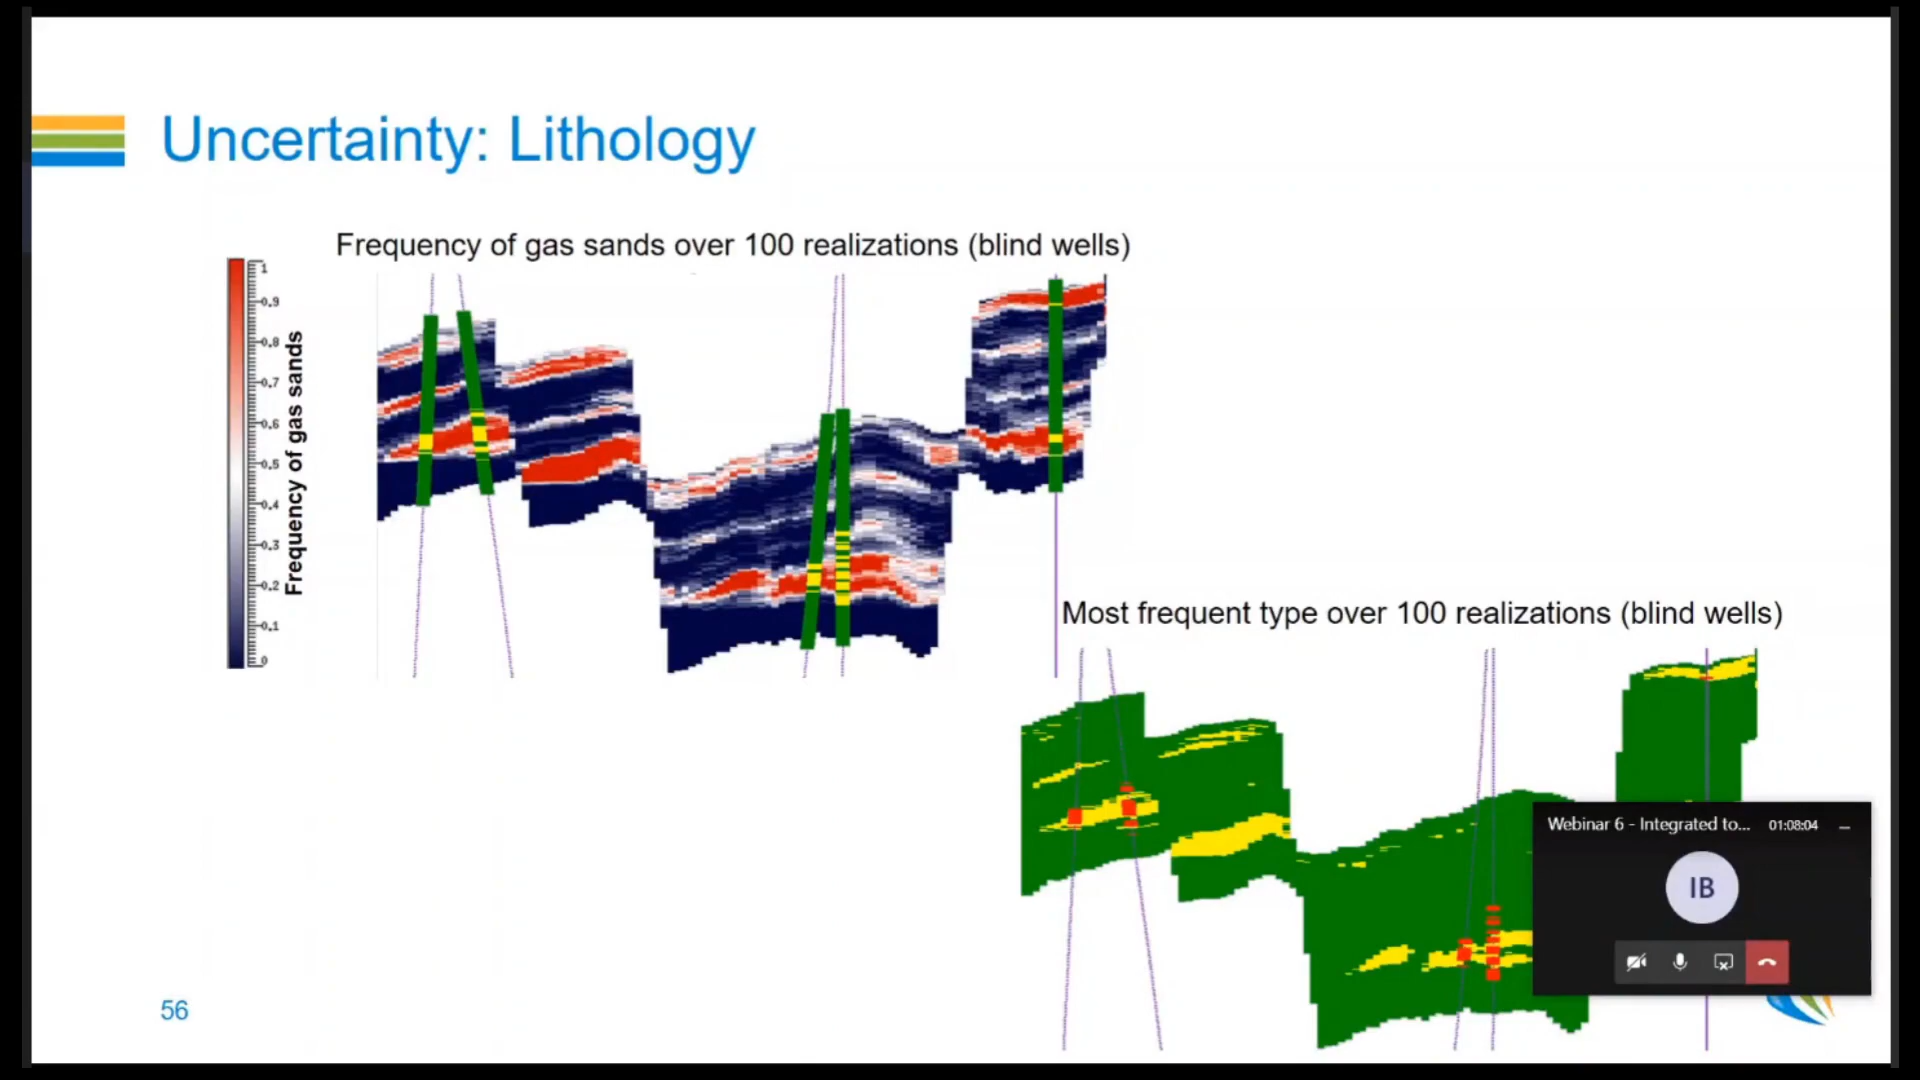 Uncertainty: Lithology
Frequency of gas sands over 100 realizations (blind wells)
1
0.9
0.8
0.7
0.6
0.5
0.4
0.3
0.2
0.1
0
Frequency of gas sands
Most frequent type over 100 realizations (blind wells)
Webinar 6 - Integrated to... 01:08:04
IB
56